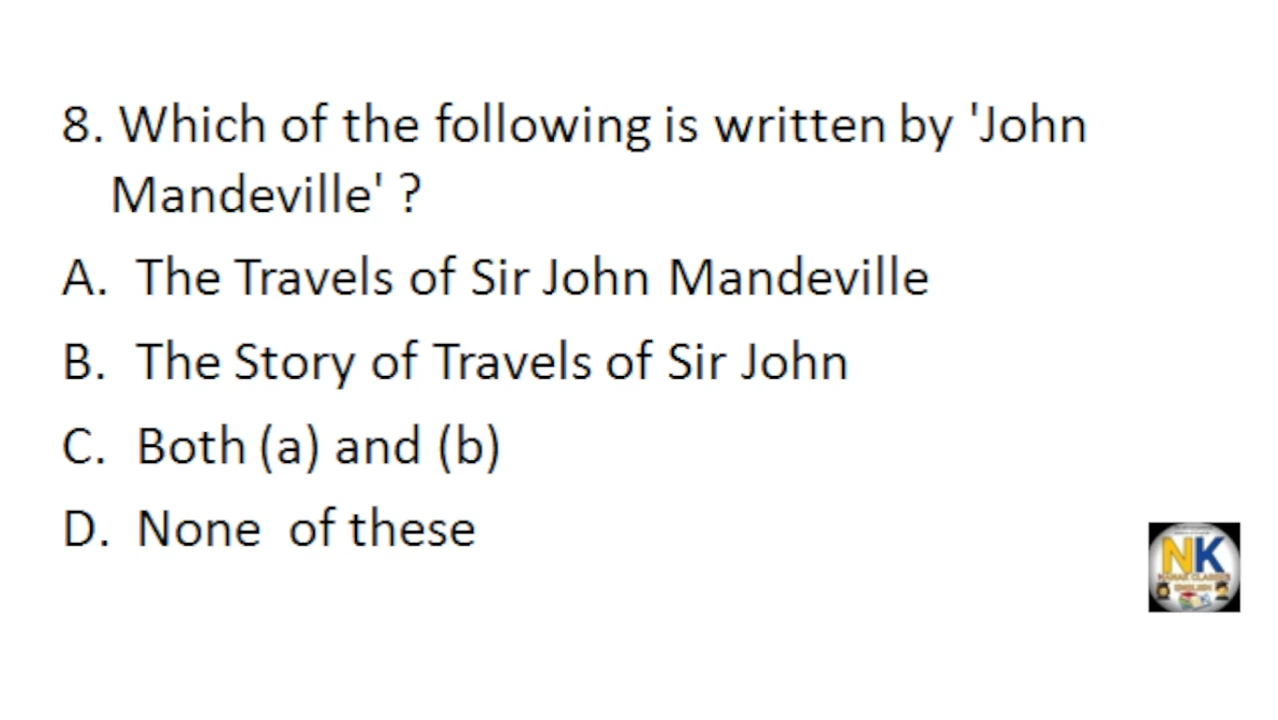 8. Which of the following is written by 'John
Mandeville' ?
A. The Travels of Sir John Mandeville
B. The Story of Travels of Sir John
C. Both (a) and (b)
D. None of these
NK